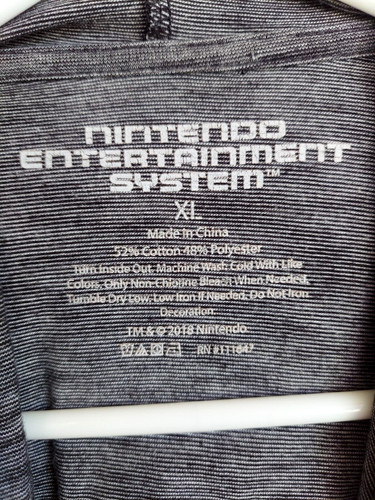 NINTENDO
ENTERTAINMENT
SYSTEM™
XL
Made in China
52% Cotton 48% Polyester
Turn Inside Out. Machine Wash Cold With Like
Colors, Only Non-Chlorine Bleach When Needed,
Tumble Dry Low, Low Iron If Needed, Do Not Iron
Decoration.
TM & © 2018 Nintendo
RN #111647